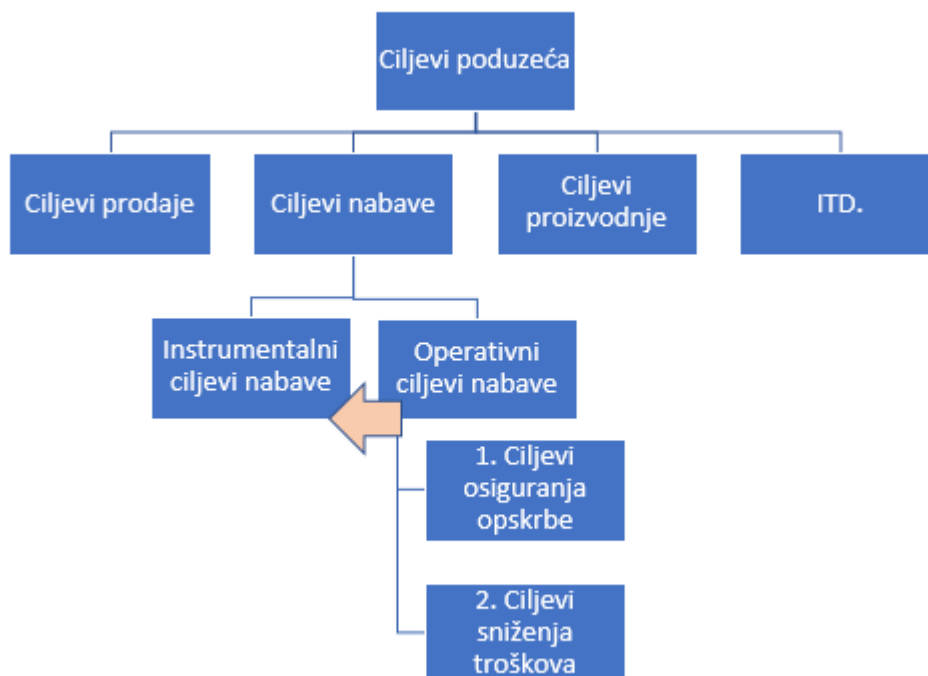 Ciljevi poduzeća
Ciljevi prodaje
Ciljevi nabave
Ciljevi
proizvodnje
ITD.
Instrumentalni
ciljevi nabave
Operativni
ciljevi nabave
1. Ciljevi
osiguranja
opskrbe
2. Ciljevi
sniženja
troškova